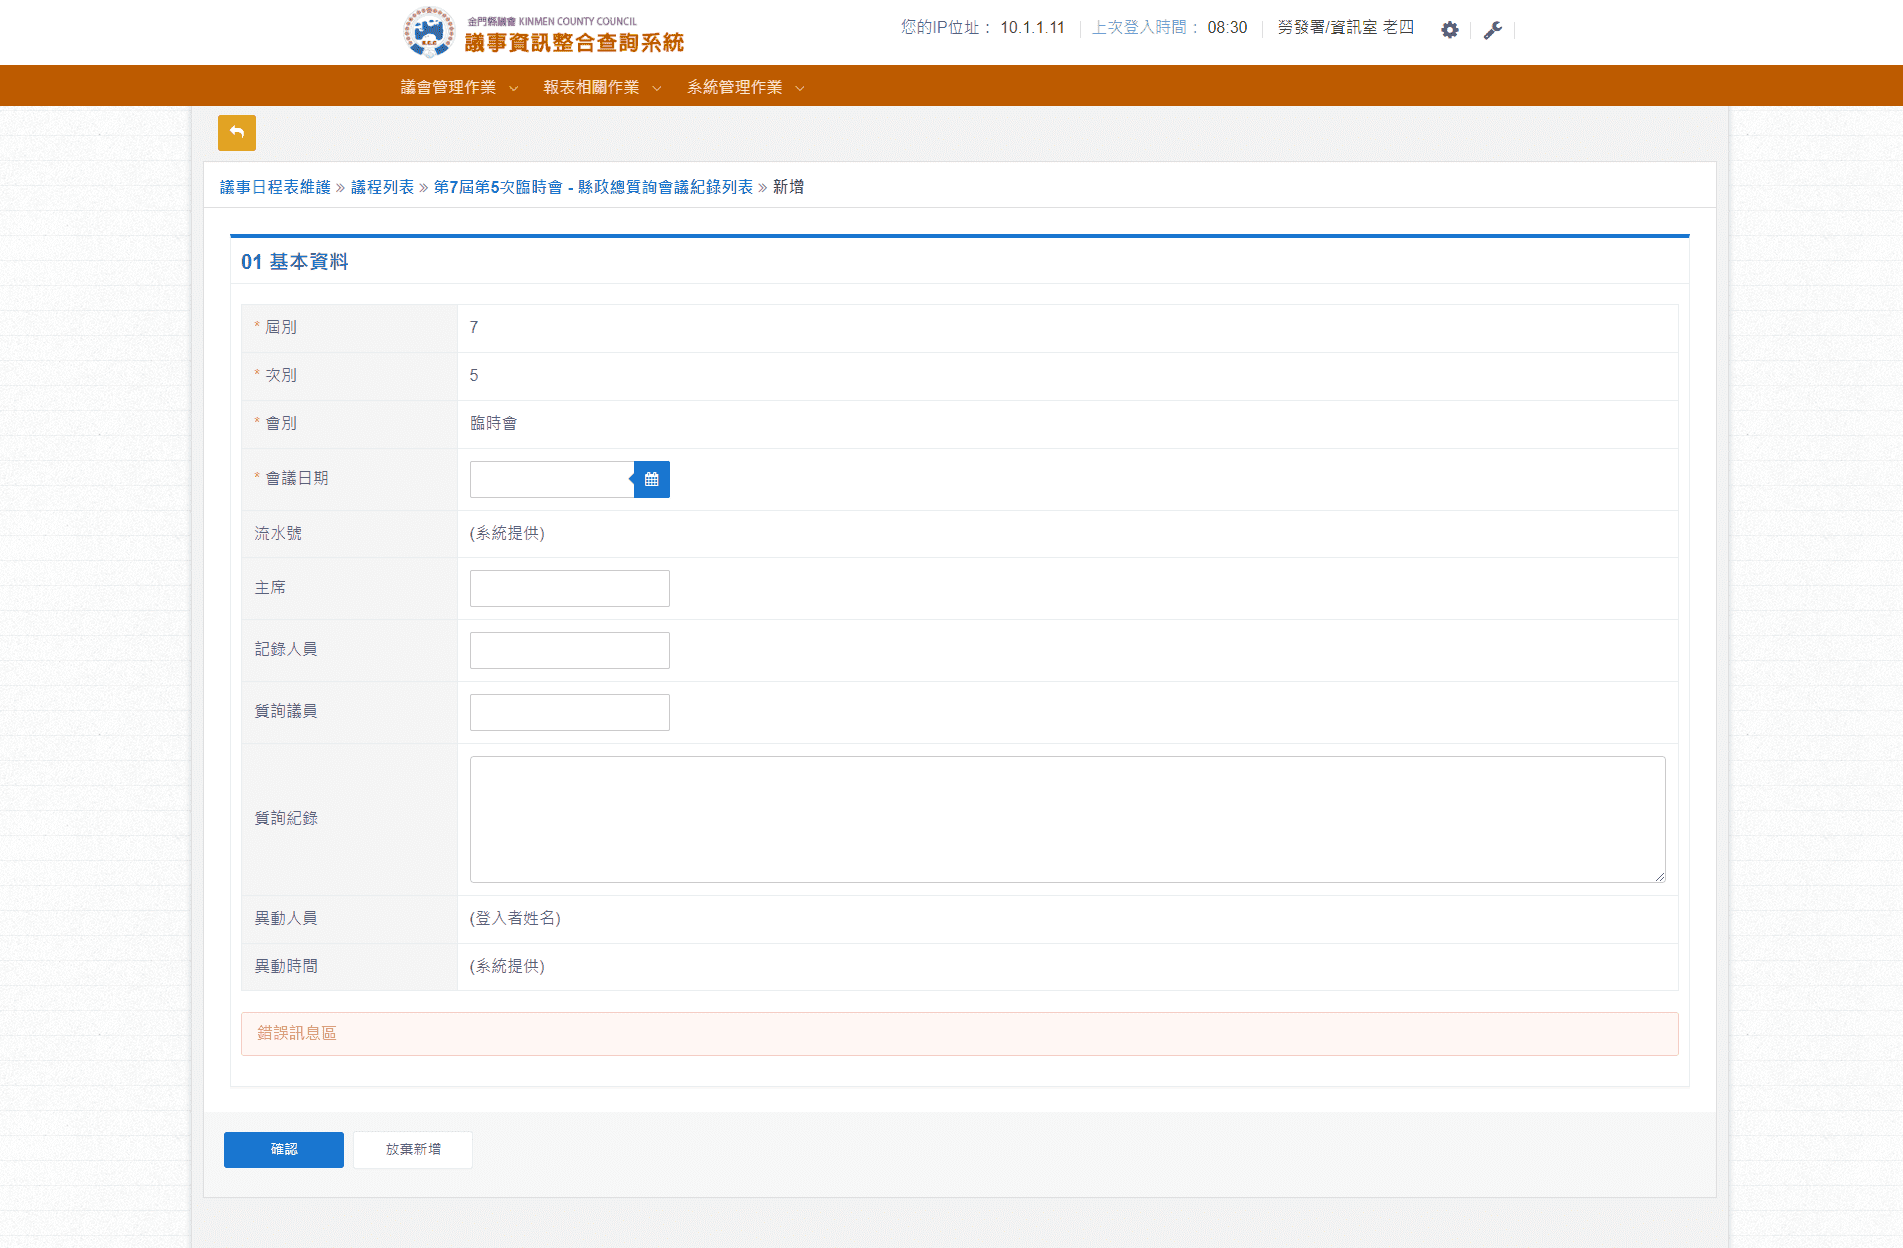 金門縣議會 KINMEN COUNTY COUNCIL
議事資訊整合查詢系統
您的IP位址： 10.1.1.11 上次登入時間： 08:30 勞發署/資訊室 老四
議會管理作業 報表相關作業 系統管理作業
議事日程表維護 » 議程列表 » 第7屆第5次臨時會 - 縣政總質詢會議紀錄列表 » 新增
01 基本資料
* 屆別 7
* 次別 5
* 會別 臨時會
* 會議日期
流水號 (系統提供)
主席
記錄人員
質詢議員
質詢紀錄
異動人員 (登入者姓名)
異動時間 (系統提供)
錯誤訊息區
確認 放棄新增